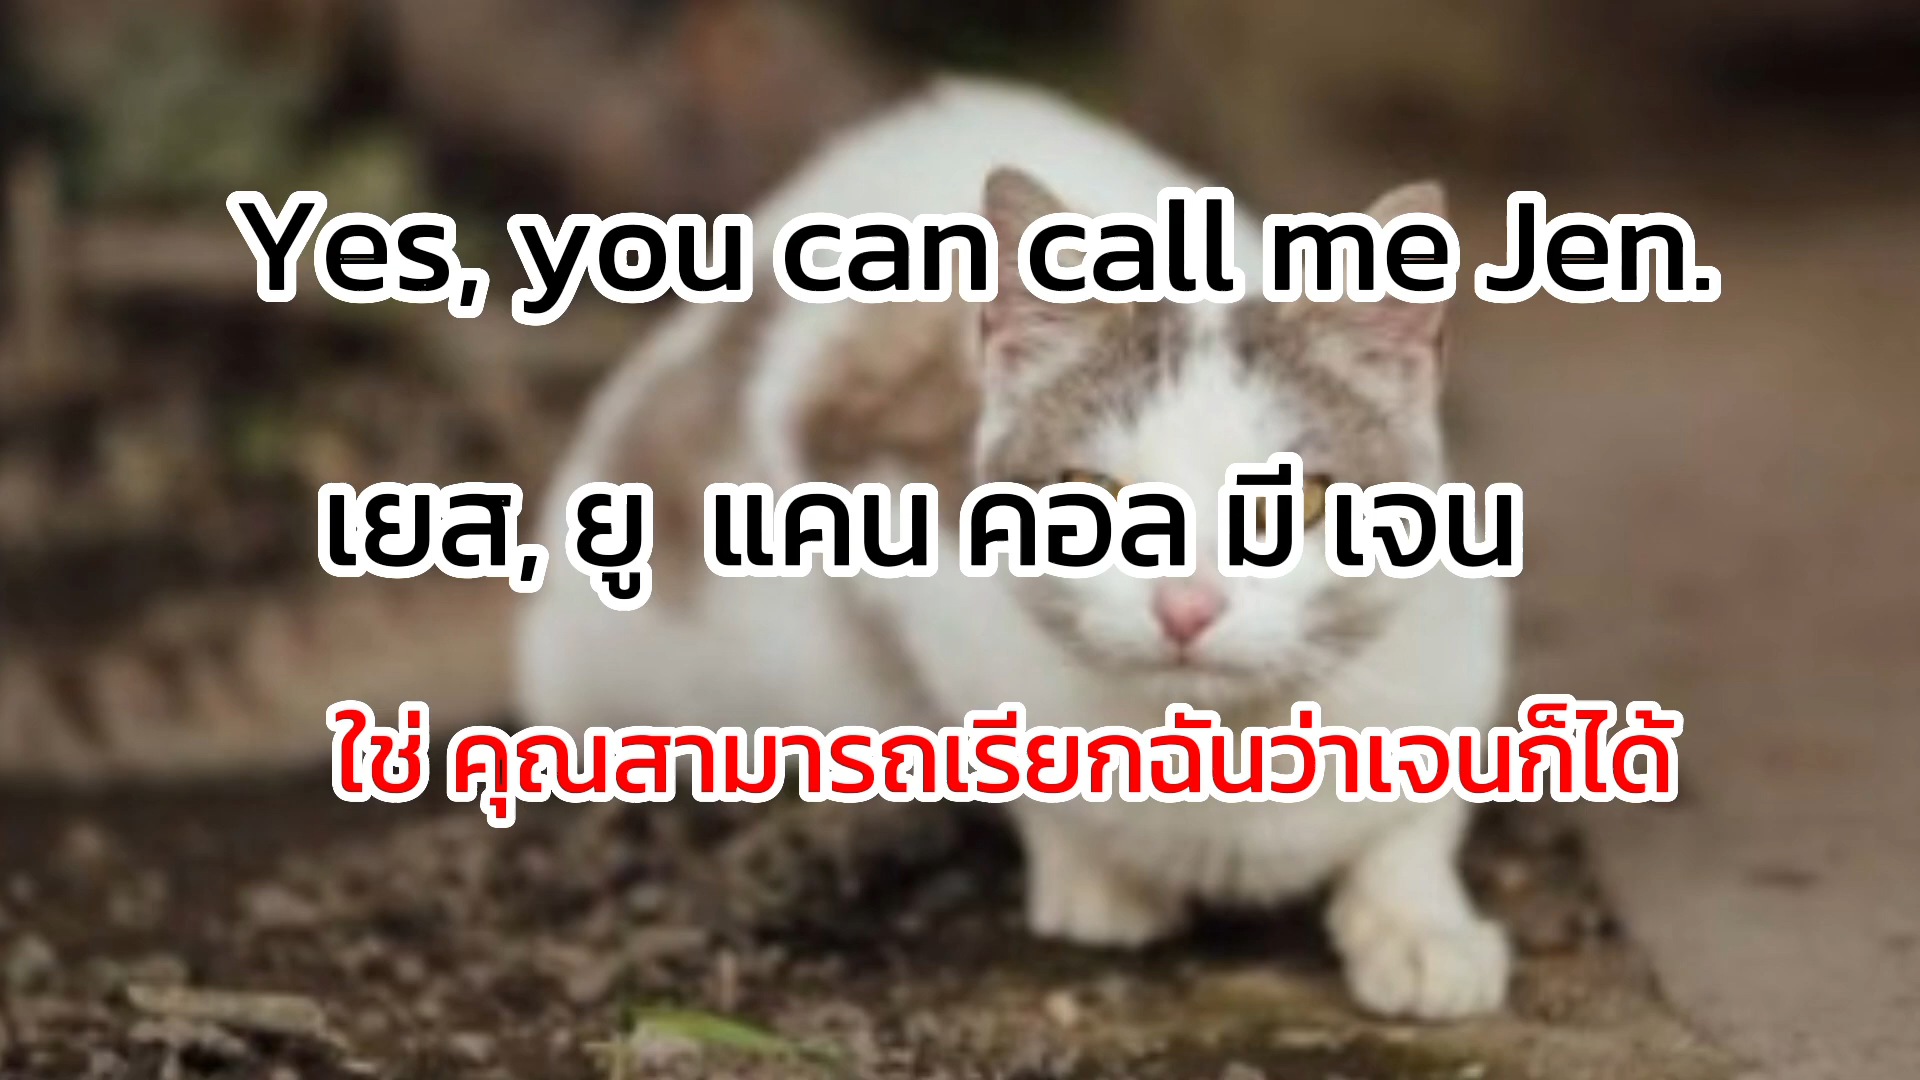 Yes, you can call me Jen.
เยส, ยู แคน คอล มี เจน
ใช่ คุณสามารถเรียกฉันว่าเจนก็ได้